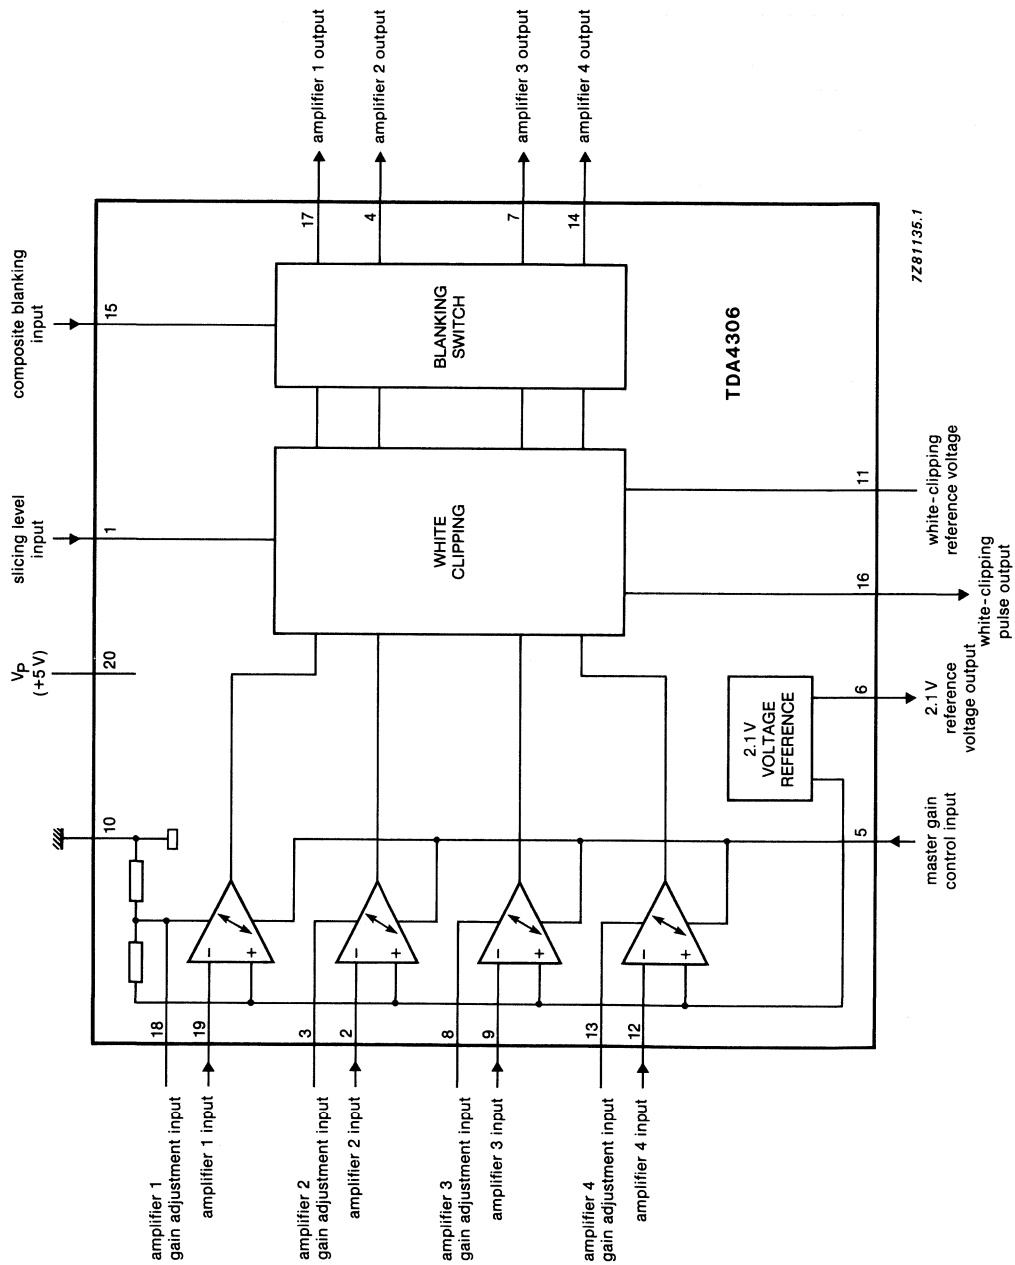 composite blanking
input
15
slicing level
input
1
VP
(+5 V)
20
10
amplifier 1
gain adjustment input
18
amplifier 1 input
19
amplifier 2
gain adjustment input
3
amplifier 2 input
2
amplifier 3
gain adjustment input
8
amplifier 3 input
9
amplifier 4
gain adjustment input
13
amplifier 4 input
12
−
+
−
+
−
+
−
+
WHITE
CLIPPING
BLANKING
SWITCH
17
amplifier 1 output
4
amplifier 2 output
7
amplifier 3 output
14
amplifier 4 output
2.1 V
VOLTAGE
REFERENCE
TDA4306
5
master gain
control input
6
2.1 V
reference
voltage output
16
white-clipping
pulse output
11
white-clipping
reference voltage
7Z81135.1